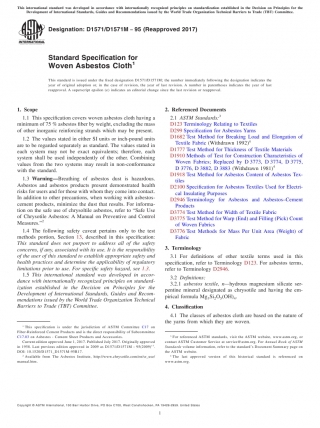 This international standard was developed in accordance with internationally recognized principles on standardization established in the Decision on Principles for the
Development of International Standards, Guides and Recommendations issued by the World Trade Organization Technical Barriers to Trade (TBT) Committee.
Designation: D1571/D1571M – 95 (Reapproved 2017)
Standard Specification for
Woven Asbestos Cloth¹
This standard is issued under the fixed designation D1571/D1571M; the number immediately following the designation indicates the
year of original adoption or, in the case of revision, the year of last revision. A number in parentheses indicates the year of last
reapproval. A superscript epsilon (ε) indicates an editorial change since the last revision or reapproval.
1. Scope
1.1 This specification covers woven asbestos cloth having a
minimum of 75 % asbestos fiber by weight, excluding the mass
of other inorganic reinforcing strands which may be present.
1.2 The values stated in either SI units or inch-pound units
are to be regarded separately as standard. The values stated in
each system may not be exact equivalents; therefore, each
system shall be used independently of the other. Combining
values from the two systems may result in non-conformance
with the standard.
1.3 Warning—Breathing of asbestos dust is hazardous.
Asbestos and asbestos products present demonstrated health
risks for users and for those with whom they come into contact.
In addition to other precautions, when working with asbestos-
cement products, minimize the dust that results. For informa-
tion on the safe use of chrysotile asbestos, refer to “Safe Use
of Chrysotile Asbestos: A Manual on Preventive and Control
Measures.”²
1.4 The following safety caveat pertains only to the test
methods portion, Section 13, described in this specification:
This standard does not purport to address all of the safety
concerns, if any, associated with its use. It is the responsibility
of the user of this standard to establish appropriate safety and
health practices and determine the applicability of regulatory
limitations prior to use. For specific safety hazard, see 1.3.
1.5 This international standard was developed in accor-
dance with internationally recognized principles on standard-
ization established in the Decision on Principles for the
Development of International Standards, Guides and Recom-
mendations issued by the World Trade Organization Technical
Barriers to Trade (TBT) Committee.
¹ This specification is under the jurisdiction of ASTM Committee C17 on
Fiber-Reinforced Cement Products and is the direct responsibility of Subcommittee
C17.03 on Asbestos - Cement Sheet Products and Accessories.
Current edition approved June 1, 2017. Published July 2017. Originally approved
DOI: 10.1520/D1571_D1571M-95R17.
² Available from The Asbestos Institute, http://www.chrysotile.com/en/sr_use/
manual.htm.
2. Referenced Documents
2.1 ASTM Standards:³
D123 Terminology Relating to Textiles
D299 Specification for Asbestos Yarns
D1682 Test Method for Breaking Load and Elongation of
Textile Fabric (Withdrawn 1992)⁴
D1777 Test Method for Thickness of Textile Materials
D1910 Methods of Test for Construction Characteristics of
Woven Fabrics; Replaced by D 3773, D 3774, D 3775,
D 3776, D 3882, D 3883 (Withdrawn 1981)⁴
D1918 Test Method for Asbestos Content of Asbestos Tex-
tiles
D2100 Specification for Asbestos Textiles Used for Electri-
cal Insulating Purposes
D2946 Terminology for Asbestos and Asbestos-Cement
Products
D3774 Test Method for Width of Textile Fabric
D3775 Test Method for Warp (End) and Filling (Pick) Count
of Woven Fabrics
D3776 Test Methods for Mass Per Unit Area (Weight) of
Fabric
3. Terminology
3.1 For definitions of other textile terms used in this
specification, refer to Terminology D123. For asbestos terms,
refer to Terminology D2946.
3.2 Definitions:
3.2.1 asbestos textile, n—
pentine mineral designated as chrysotile and having the em-
pirical formula Mg₃Si₂O₅(OH)₄.
4. Classification
4.1 The classes of asbestos cloth are based on the nature of
the yarns from which they are woven.
³ For referenced ASTM standards, visit the ASTM website, www.astm.org, or
contact ASTM Customer Service at service@astm.org. For Annual Book of ASTM
Standards volume information, refer to the standard's Document Summary page on
the ASTM website.
⁴ The last approved version of this historical standard is referenced on
www.astm.org.
Copyright © ASTM International, 100 Barr Harbor Drive, PO Box C700, West Conshohocken, PA 19428-2959. United States
1